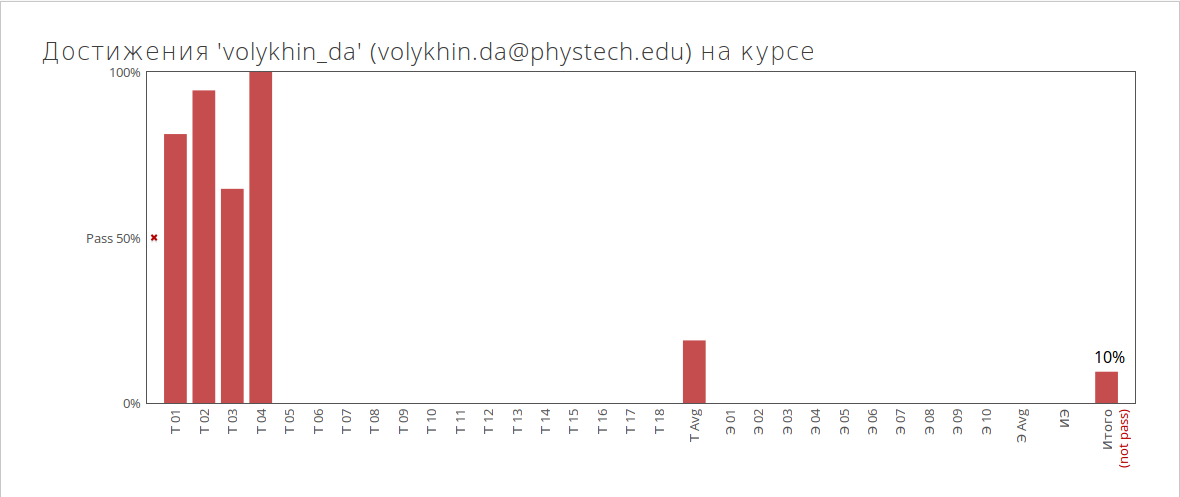 Достижения 'volykhin_da' (volykhin.da@phystech.edu) на курсе
100%
Pass 50%
0%
10%
Т 01
Т 02
Т 03
Т 04
Т 05
Т 06
Т 07
Т 08
Т 09
Т 10
Т 11
Т 12
Т 13
Т 14
Т 15
Т 16
Т 17
Т 18
Т Avg
Э 01
Э 02
Э 03
Э 04
Э 05
Э 06
Э 07
Э 08
Э 09
Э 10
Э Avg
ИЭ
Итого
(not pass)